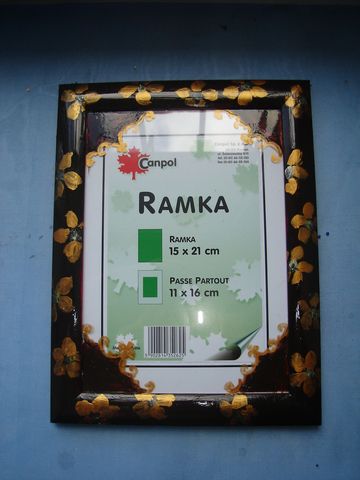 Canpol
RAMKA
RAMKA
15 x 21 cm
PASSE PARTOUT
11 x 16 cm